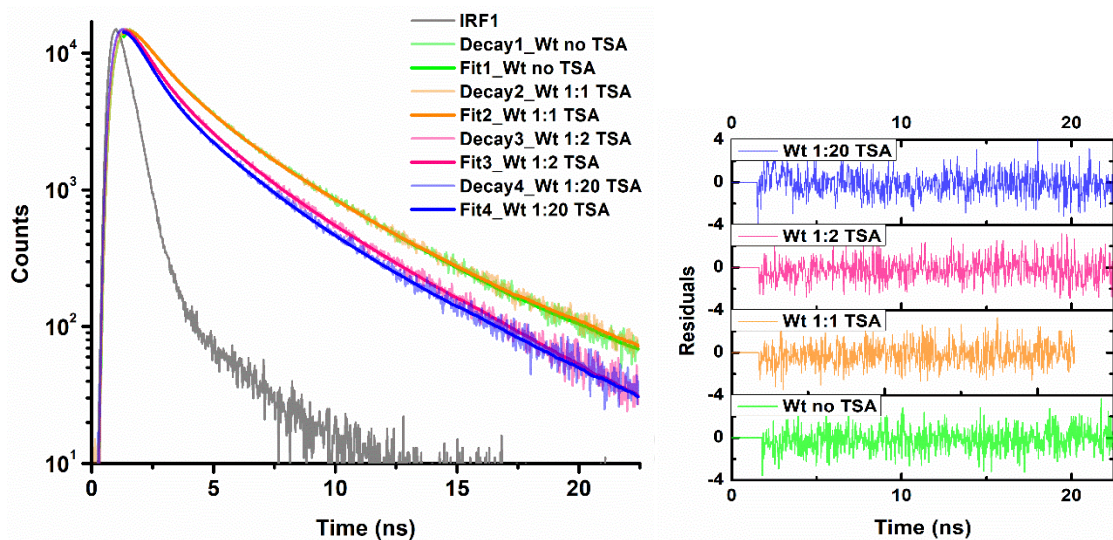 IRF1
Decay1_Wt no TSA
Fit1_Wt no TSA
Decay2_Wt 1:1 TSA
Fit2_Wt 1:1 TSA
Decay3_Wt 1:2 TSA
Fit3_Wt 1:2 TSA
Decay4_Wt 1:20 TSA
Fit4_Wt 1:20 TSA
10^4
10^3
10^2
10^1
Counts
0 5 10 15 20
Time (ns)
0 10 20
4
0
-4
Wt 1:20 TSA
4
0
-4
Wt 1:2 TSA
4
0
-4
Wt 1:1 TSA
4
0
-4
Wt no TSA
Residuals
0 10 20
Time (ns)